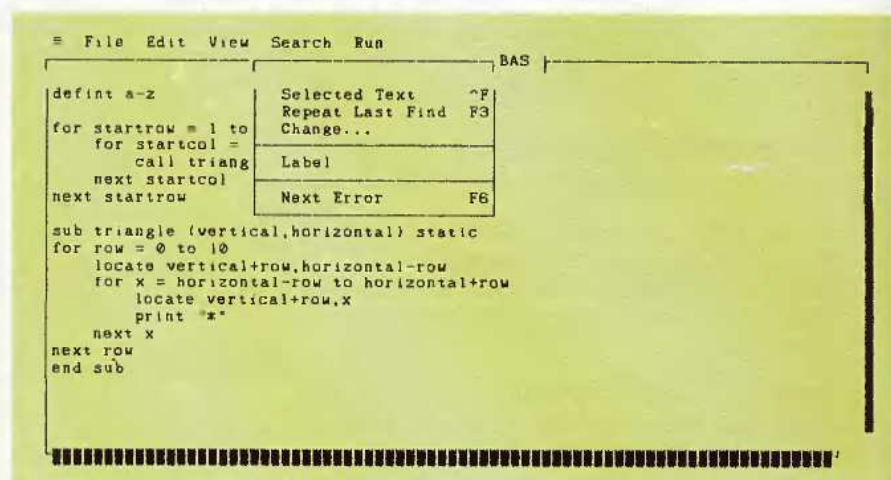 ≡ File Edit View Search Run
BAS
defint a-z
Selected Text ^F
Repeat Last Find F3
for startrow = 1 to
Change...
for startcol =
call triang
Label
next startcol
next startrow
Next Error F6
sub triangle (vertical,horizontal) static
for row = 0 to 10
locate vertical+row,horizontal-row
for x = horizontal-row to horizontal+row
locate vertical+row,x
print "*"
next x
next row
end sub